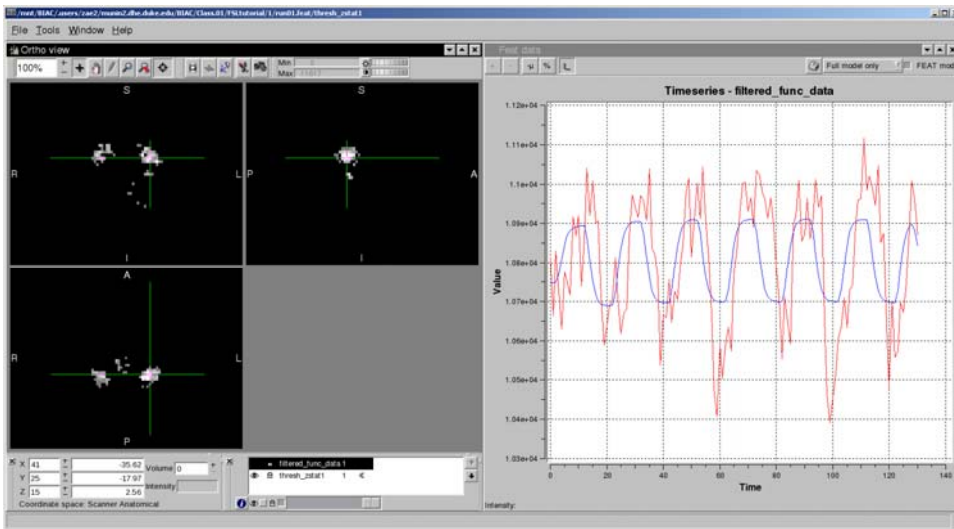 /mnt/BIAC/.users/zae2/munin2.dhe.duke.edu/BIAC/Class.01/FSLtutorial/1/run01.feat/thresh_zstat1
File Tools Window Help
Ortho view
100%
Min
Max
S
R
L
I
S
P
A
I
A
R
L
P
X 41 -35.62
Y 25 -17.97
Z 15 2.56
Volume 0
Intensity
Coordinate space: Scanner Anatomical
filtered_func_data 1
thresh_zstat1 1
Feat data
%
Full model only
FEAT mod
Timeseries - filtered_func_data
Value
1.12e+04
1.11e+04
1.1e+04
1.09e+04
1.08e+04
1.07e+04
1.06e+04
1.05e+04
1.04e+04
1.03e+04
0 20 40 60 80 100 120 140
Time
Intensity: